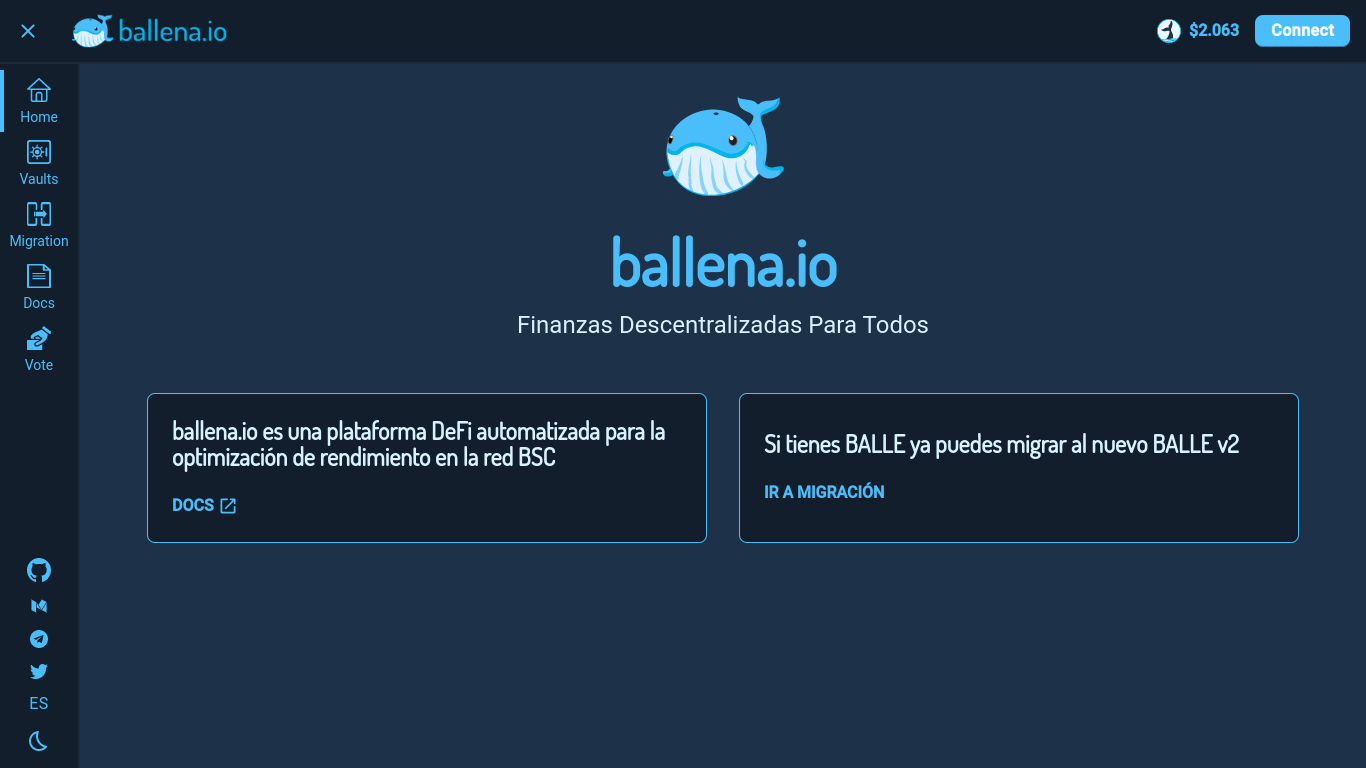 ballena.io
$2.063
Connect
Home
Vaults
Migration
Docs
Vote
ballena.io
Finanzas Descentralizadas Para Todos
ballena.io es una plataforma DeFi automatizada para la
optimización de rendimiento en la red BSC
DOCS
Si tienes BALLE ya puedes migrar al nuevo BALLE v2
IR A MIGRACIÓN
ES